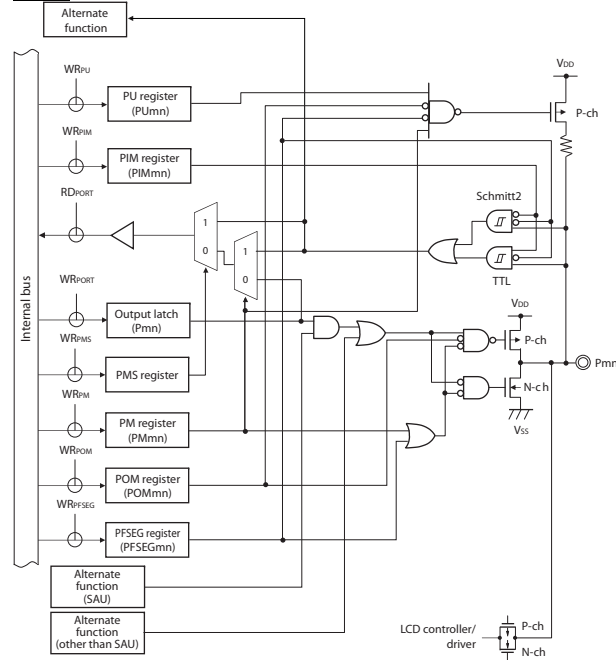 Alternate
function
WRPU
PU register
(PUmn)
WRPIM
PIM register
(PIMmn)
RDPORT
1
0
1
0
Schmitt2
TTL
VDD
P-ch
WRPORT
Output latch
(Pmn)
WRPMS
PMS register
WRPM
PM register
(PMmn)
WRPOM
POM register
(POMmn)
WRPFSEG
PFSEG register
(PFSEGmn)
Internal bus
VDD
P-ch
N-ch
VSS
Pmn
Alternate
function
(SAU)
Alternate
function
(other than SAU)
LCD controller/
driver
P-ch
N-ch